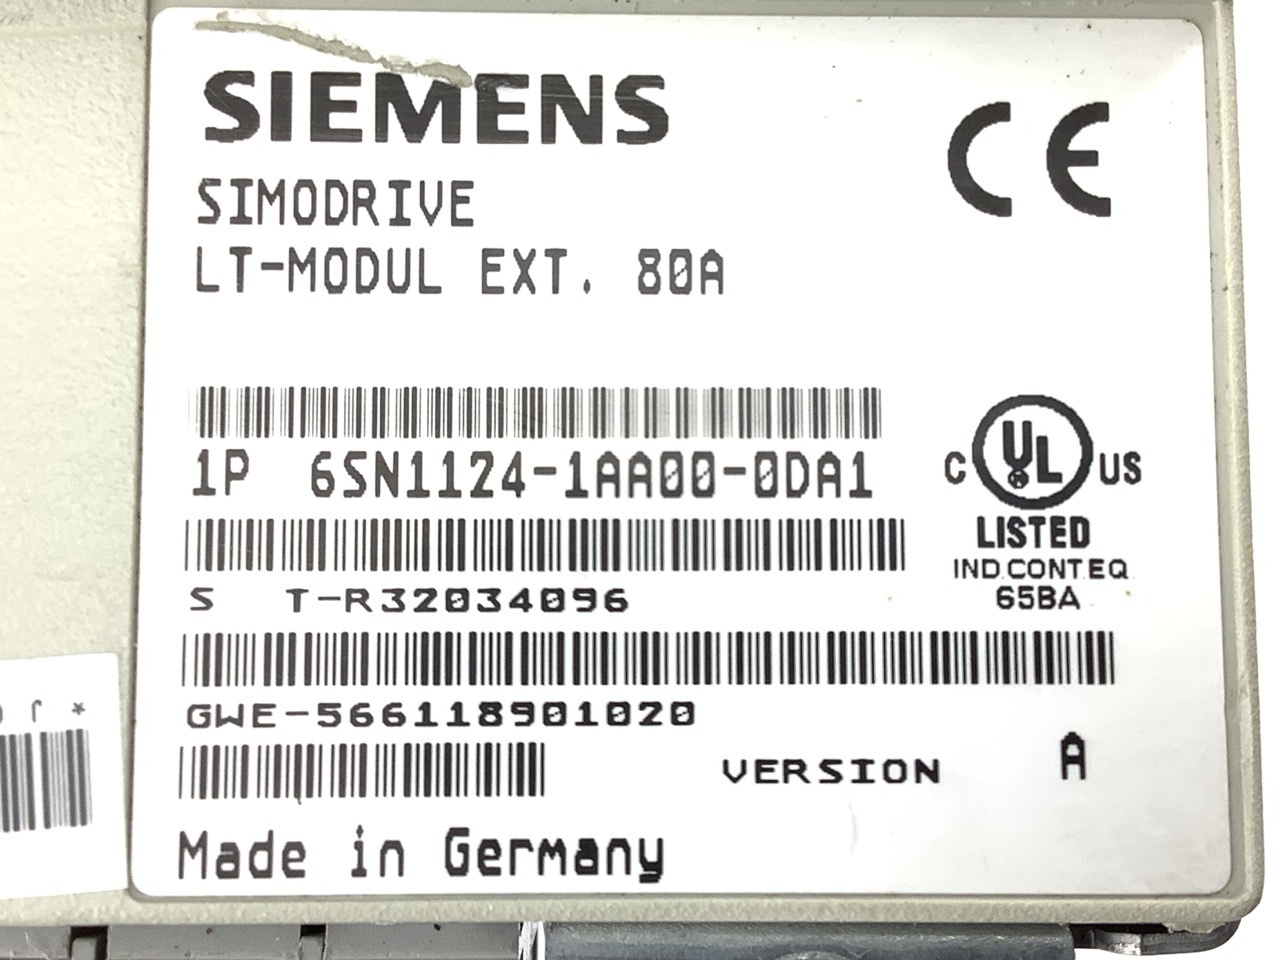 SIEMENS
CE
SIMODRIVE
LT-MODUL EXT. 80A
1P 6SN1124-1AA00-0DA1
C UL US
LISTED
IND.CONT.EQ
65BA
S T-R32034096
GWE-566118901020
VERSION A
Made in Germany